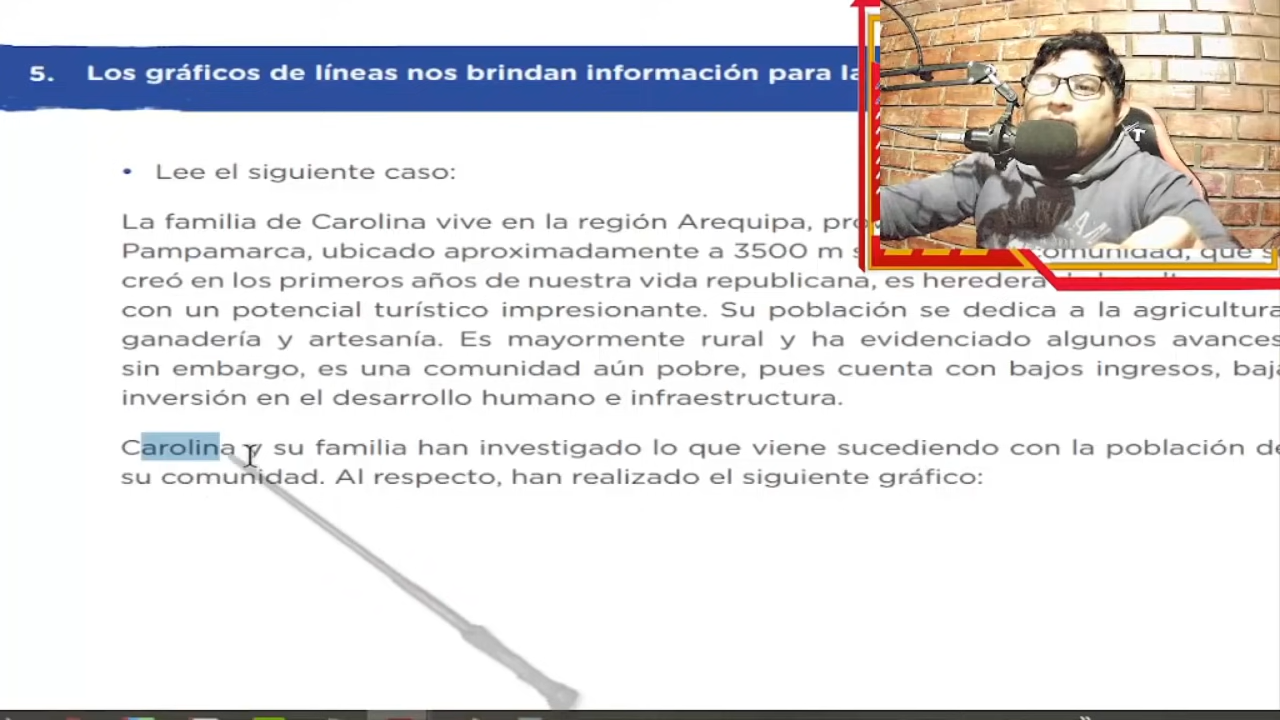 5. Los gráficos de líneas nos brindan información para la
• Lee el siguiente caso:
La familia de Carolina vive en la región Arequipa,
Pampamarca, ubicado aproximadamente a 3500 m comunidad, que
creó en los primeros años de nuestra vida republicana, es heredera
con un potencial turístico impresionante. Su población se dedica a la agricultura
ganadería y artesanía. Es mayormente rural y ha evidenciado algunos avances
sin embargo, es una comunidad aún pobre, pues cuenta con bajos ingresos, baja
inversión en el desarrollo humano e infraestructura.
Carolina y su familia han investigado lo que viene sucediendo con la población de
su comunidad. Al respecto, han realizado el siguiente gráfico: